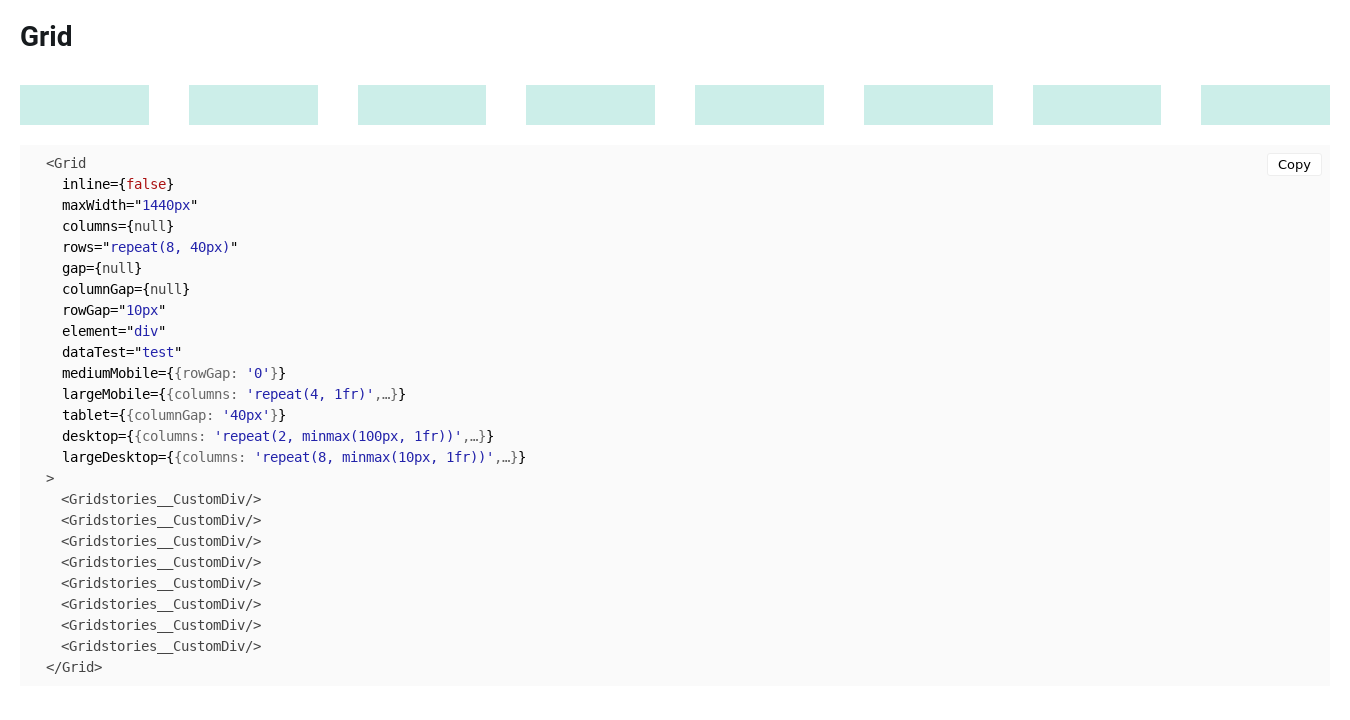 Grid
<Grid
Copy
inline={false}
maxWidth="1440px"
columns={null}
rows="repeat(8, 40px)"
gap={null}
columnGap={null}
rowGap="10px"
element="div"
dataTest="test"
mediumMobile={{rowGap: '0'}}
largeMobile={{columns: 'repeat(4, 1fr)',…}}
tablet={{columnGap: '40px'}}
desktop={{columns: 'repeat(2, minmax(100px, 1fr))',…}}
largeDesktop={{columns: 'repeat(8, minmax(10px, 1fr))',…}}
>
<Gridstories__CustomDiv/>
<Gridstories__CustomDiv/>
<Gridstories__CustomDiv/>
<Gridstories__CustomDiv/>
<Gridstories__CustomDiv/>
<Gridstories__CustomDiv/>
<Gridstories__CustomDiv/>
<Gridstories__CustomDiv/>
</Grid>